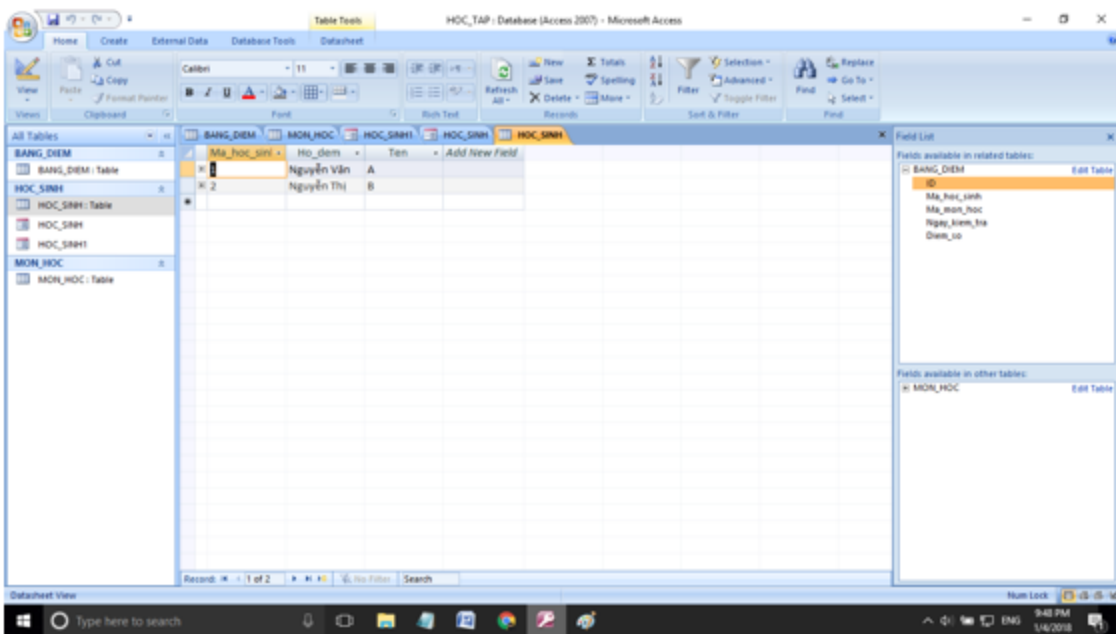 Table Tools
HOC_TAP : Database (Access 2007) - Microsoft Access
Home Create External Data Database Tools Datasheet
View
Views
Paste
Cut
Copy
Format Painter
Clipboard
Calibri 11
B I U A
Font
Rich Text
Refresh All
New
Save
Delete
Totals
Spelling
More
Records
Filter
Selection
Advanced
Toggle Filter
Sort & Filter
Find
Replace
Go To
Select
Find
All Tables
BANG_DIEM
BANG_DIEM : Table
HOC_SINH
HOC_SINH : Table
HOC_SINH
HOC_SINH1
MON_HOC
MON_HOC : Table
BANG_DIEM MON_HOC HOC_SINH1 HOC_SINH HOC_SINH
Ma_hoc_sinl Ho_dem Ten Add New Field
1 Nguyễn Văn A
2 Nguyễn Thị B
Record: 1 of 2 No Filter Search
Field List
Fields available in related tables:
BANG_DIEM Edit Table
ID
Ma_hoc_sinh
Ma_mon_hoc
Ngay_kiem_tra
Diem_so
Fields available in other tables:
MON_HOC Edit Table
Datasheet View
Num Lock
Type here to search
ENG
9:48 PM
1/4/2018